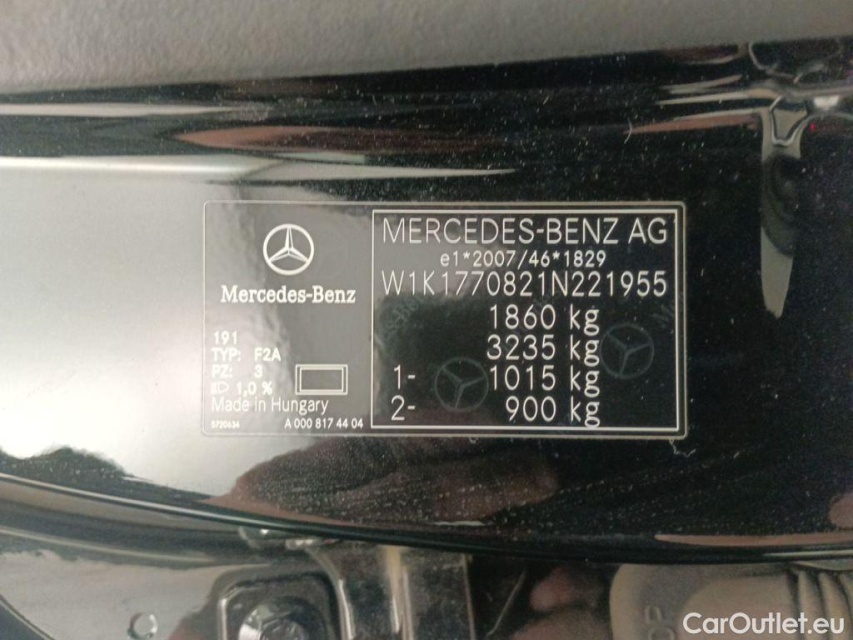 Mercedes-Benz
191
TYP: F2A
PZ: 3
1,0 %
Made in Hungary
5720634
A 000 817 44 04
MERCEDES-BENZ AG
e1*2007/46*1829
W1K1770821N221955
1860 kg
3235 kg
1- 1015 kg
2- 900 kg
CarOutlet.eu